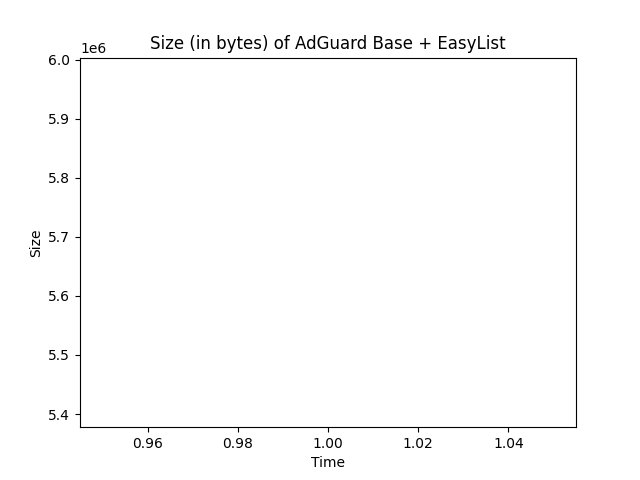 Size (in bytes) of AdGuard Base + EasyList
1e6
6.0
5.9
5.8
5.7
5.6
5.5
5.4
Size
0.96 0.98 1.00 1.02 1.04
Time